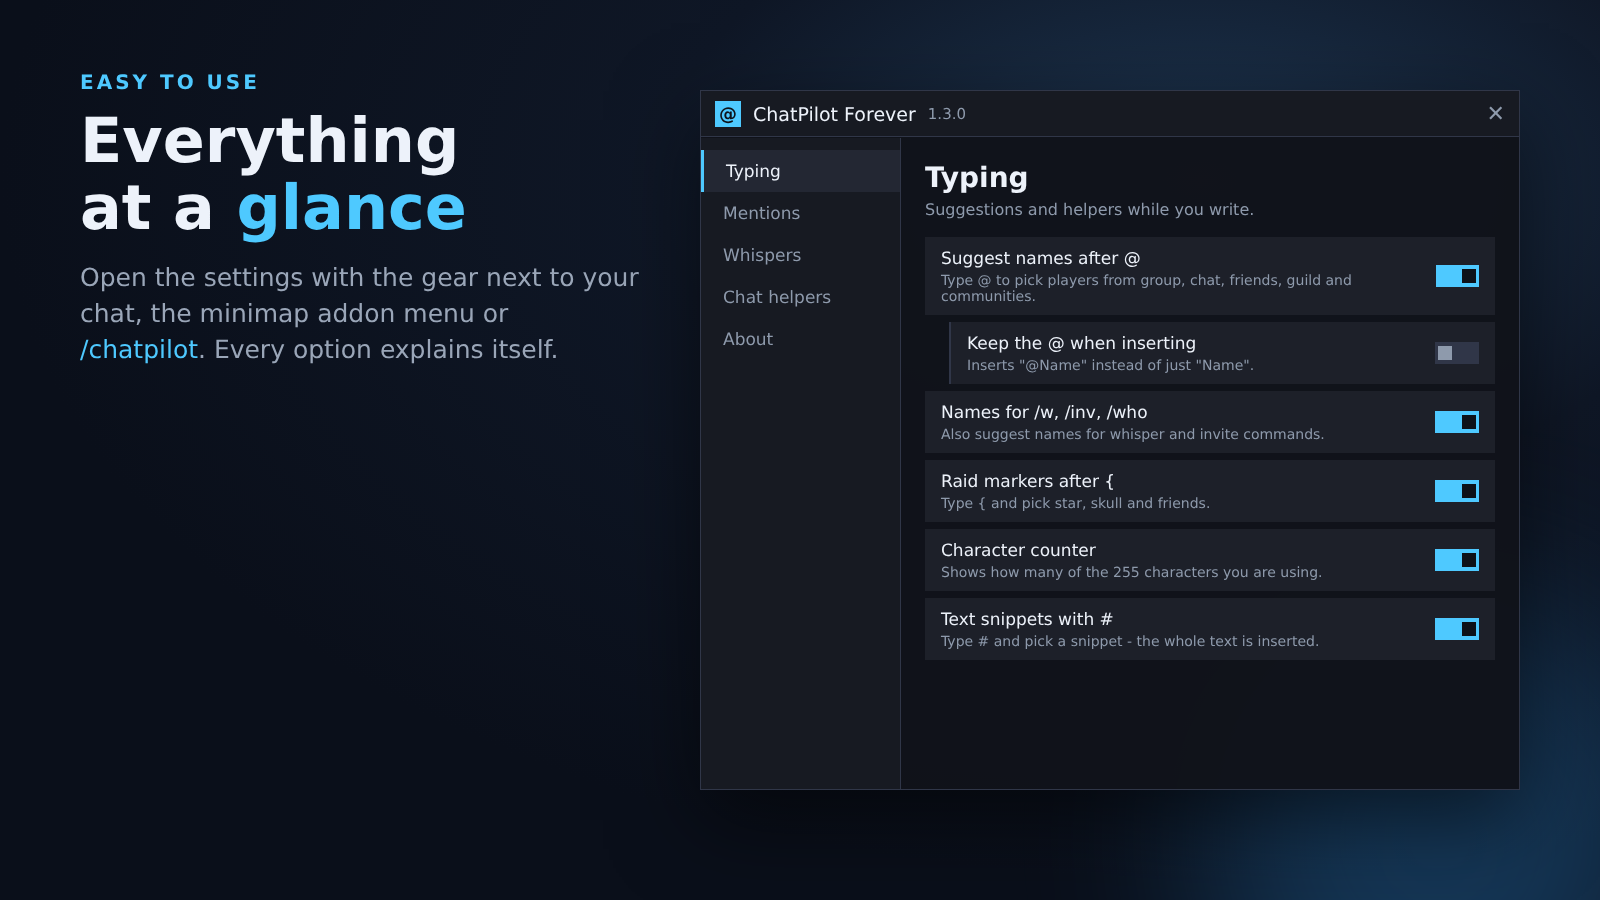 EASY TO USE
Everything
at a glance
Open the settings with the gear next to your
chat, the minimap addon menu or
/chatpilot. Every option explains itself.
@ ChatPilot Forever 1.3.0 ✕
Typing
Mentions
Whispers
Chat helpers
About
Typing
Suggestions and helpers while you write.
Suggest names after @
Type @ to pick players from group, chat, friends, guild and
communities.
Keep the @ when inserting
Inserts "@Name" instead of just "Name".
Names for /w, /inv, /who
Also suggest names for whisper and invite commands.
Raid markers after {
Type { and pick star, skull and friends.
Character counter
Shows how many of the 255 characters you are using.
Text snippets with #
Type # and pick a snippet - the whole text is inserted.